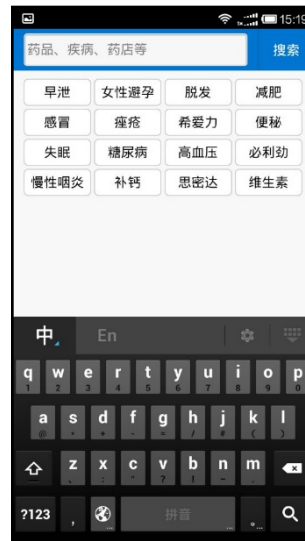 15:19
药品、疾病、药店等 搜索
早泄 女性避孕 脱发 减肥
感冒 痤疮 希爱力 便秘
失眠 糖尿病 高血压 必利劲
慢性咽炎 补钙 思密达 维生素
中 En
q w e r t y u i o p
1 2 3 4 5 6 7 8 9 0
a s d f g h j k l
z x c v b n m
?123 , 拼音 。